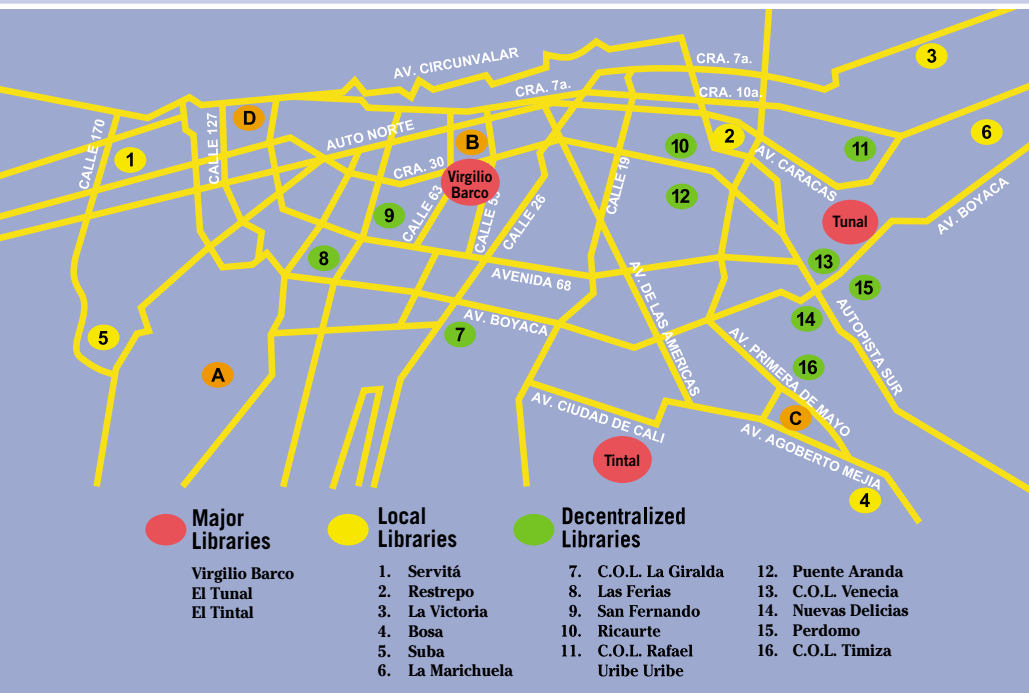 AV. CIRCUNVALAR
CRA. 7a.
3
CRA. 7a.
CRA. 10a.
D
CALLE 170
CALLE 127
AUTO NORTE
B
10
2
11
6
1
CRA. 30
Virgilio
Barco
CALLE 19
AV. CARACAS
12
9
CALLE 63
CALLE 26
Tunal
AV. BOYACA
8
13
AVENIDA 68
15
AV. DE LAS AMERICAS
14
AUTOPISTA SUR
5
7
AV. BOYACA
AV. PRIMERA DE MAYO
16
A
C
AV. CIUDAD DE CALI
AV. AGOBERTO MEJIA
Tintal
4
Major
Libraries
Virgilio Barco
El Tunal
El Tintal
Local
Libraries
1. Servitá
2. Restrepo
3. La Victoria
4. Bosa
5. Suba
6. La Marichuela
Decentralized
Libraries
7. C.O.L. La Giralda
8. Las Ferias
9. San Fernando
10. Ricaurte
11. C.O.L. Rafael
Uribe Uribe
12. Puente Aranda
13. C.O.L. Venecia
14. Nuevas Delicias
15. Perdomo
16. C.O.L. Timiza